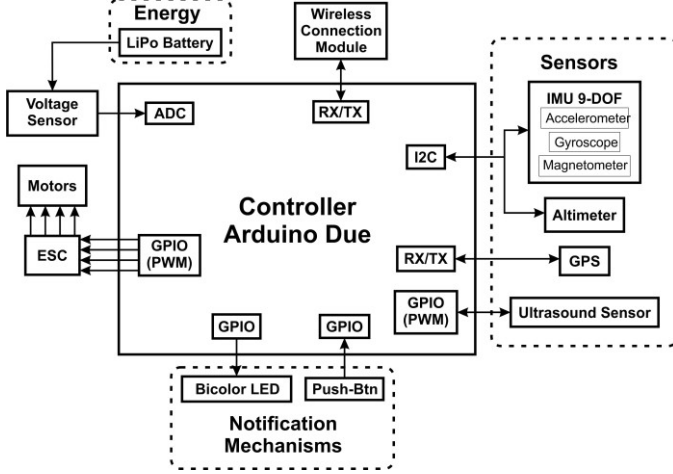 Energy
LiPo Battery
Wireless
Connection
Module
Sensors
Voltage
Sensor
ADC
RX/TX
IMU 9-DOF
Accelerometer
Gyroscope
Magnetometer
I2C
Motors
Controller
Arduino Due
Altimeter
ESC
GPIO
(PWM)
RX/TX
GPS
GPIO
(PWM)
Ultrasound Sensor
GPIO
GPIO
Bicolor LED
Push-Btn
Notification
Mechanisms